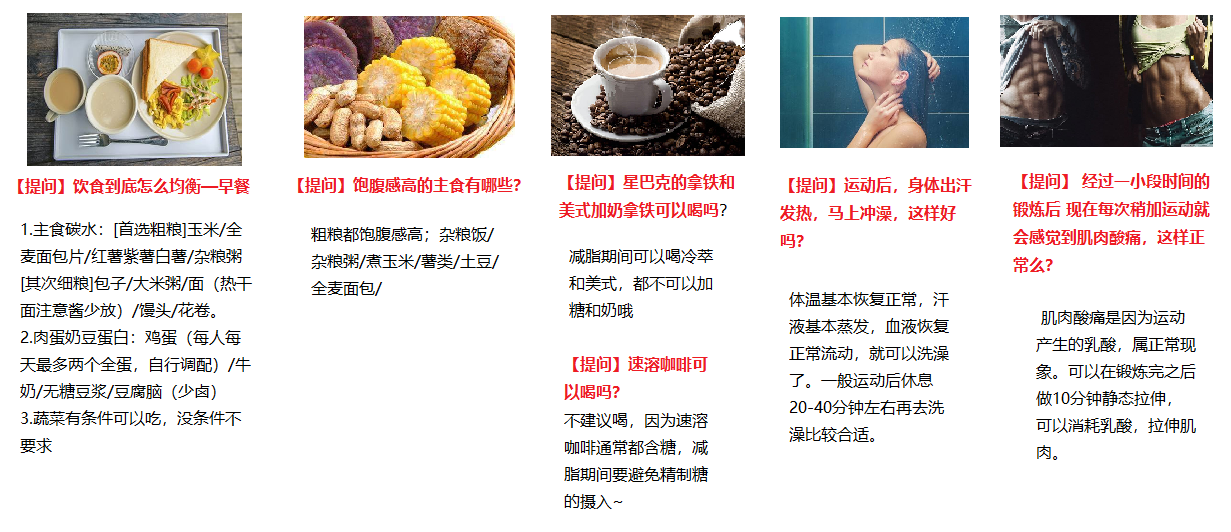 【提问】饮食到底怎么均衡—早餐
1.主食碳水：[首选粗粮]玉米/全
麦面包片/红薯紫薯白薯/杂粮粥
[其次细粮]包子/大米粥/面（热干
面注意酱少放）/馒头/花卷。
2.肉蛋奶豆蛋白：鸡蛋（每人每
天最多两个全蛋，自行调配）/牛
奶/无糖豆浆/豆腐脑（少卤）
3.蔬菜有条件可以吃，没条件不
要求
【提问】饱腹感高的主食有哪些?
粗粮都饱腹感高；杂粮饭/
杂粮粥/煮玉米/薯类/土豆/
全麦面包/
【提问】星巴克的拿铁和
美式加奶拿铁可以喝吗?
减脂期间可以喝冷萃
和美式，都不可以加
糖和奶哦
【提问】速溶咖啡可
以喝吗?
不建议喝，因为速溶
咖啡通常都含糖，减
脂期间要避免精制糖
的摄入~
【提问】运动后，身体出汗
发热，马上冲澡，这样好
吗?
体温基本恢复正常，汗
液基本蒸发，血液恢复
正常流动，就可以洗澡
了。一般运动后休息
20-40分钟左右再去洗
澡比较合适。
【提问】 经过一小段时间的
锻炼后 现在每次稍加运动就
会感觉到肌肉酸痛，这样正
常么?
肌肉酸痛是因为运动
产生的乳酸，属正常现
象。可以在锻炼完之后
做10分钟静态拉伸，
可以消耗乳酸，拉伸肌
肉。